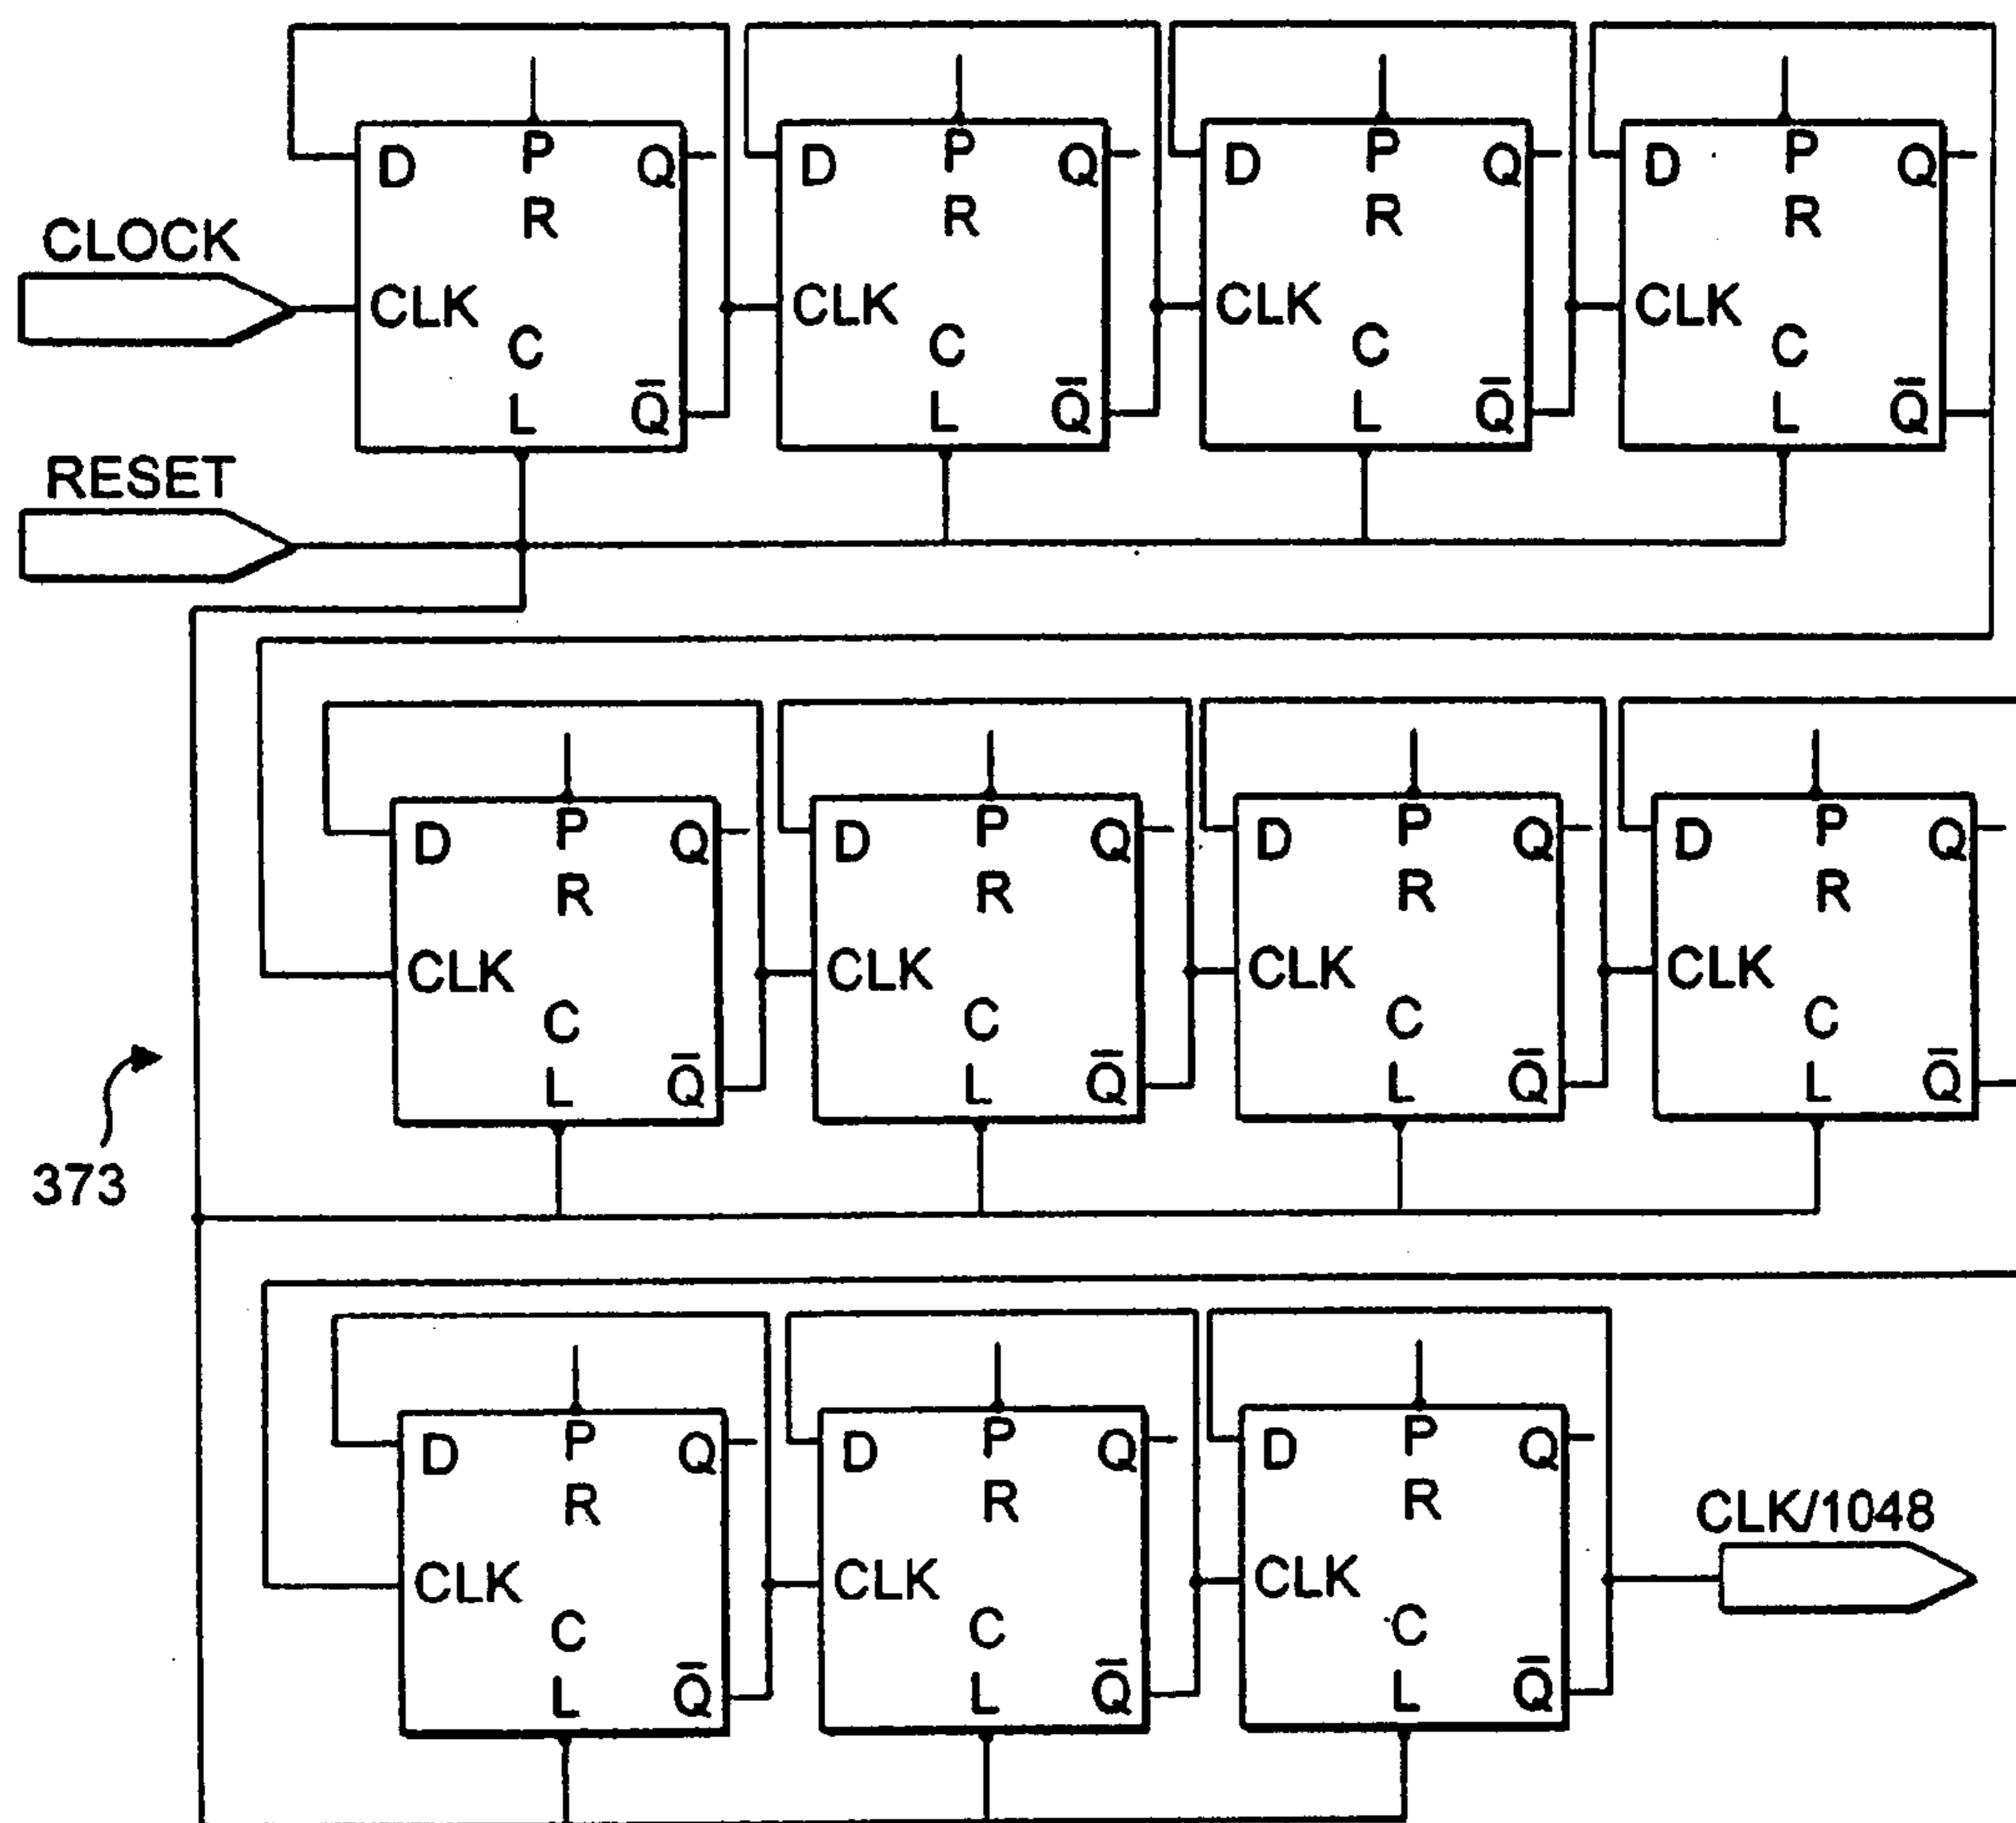 D P Q D P Q D P Q D P Q
R R R R
CLOCK
CLK CLK CLK CLK
C C C C
L Q̅ L Q̅ L Q̅ L Q̅
RESET
D P Q D P Q D P Q D P Q
R R R R
CLK CLK CLK CLK
C C C C
L Q̅ L Q̅ L Q̅ L Q̅
373
D P Q D P Q D P Q
R R R
CLK/1048
CLK CLK CLK
C C C
L Q̅ L Q̅ L Q̅